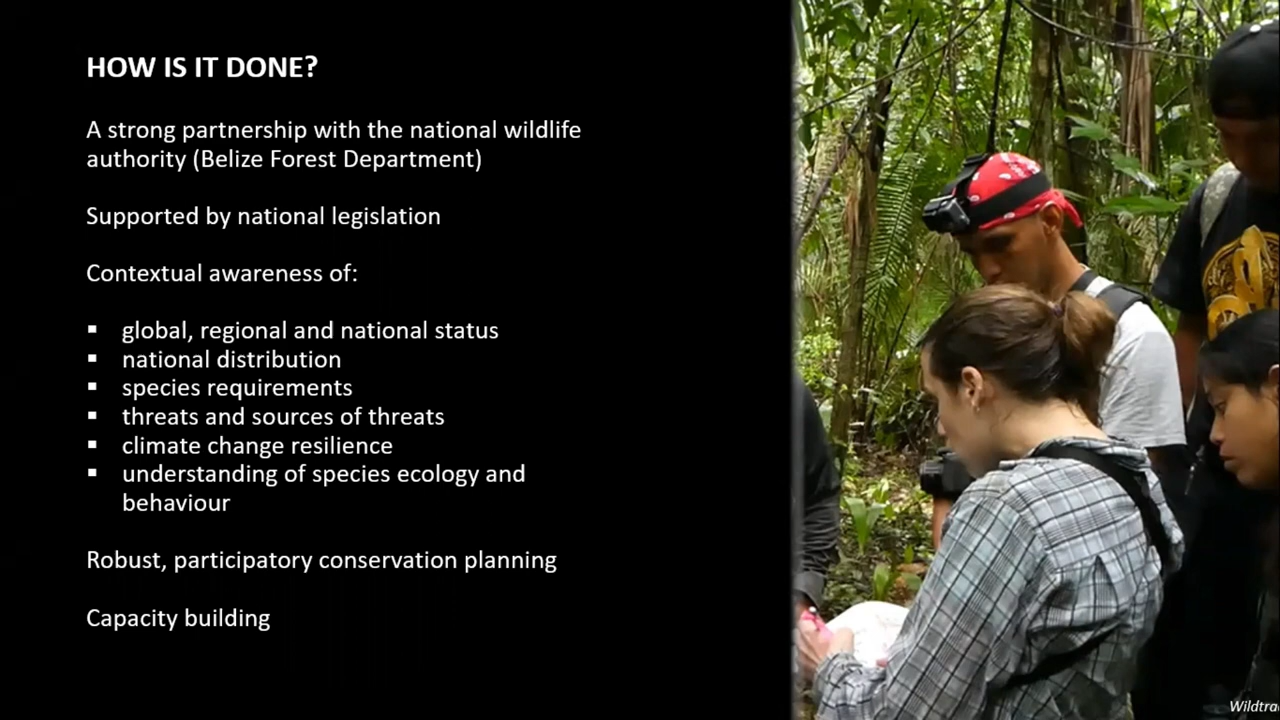 HOW IS IT DONE?
A strong partnership with the national wildlife
authority (Belize Forest Department)
Supported by national legislation
Contextual awareness of:
▪ global, regional and national status
▪ national distribution
▪ species requirements
▪ threats and sources of threats
▪ climate change resilience
▪ understanding of species ecology and
behaviour
Robust, participatory conservation planning
Capacity building